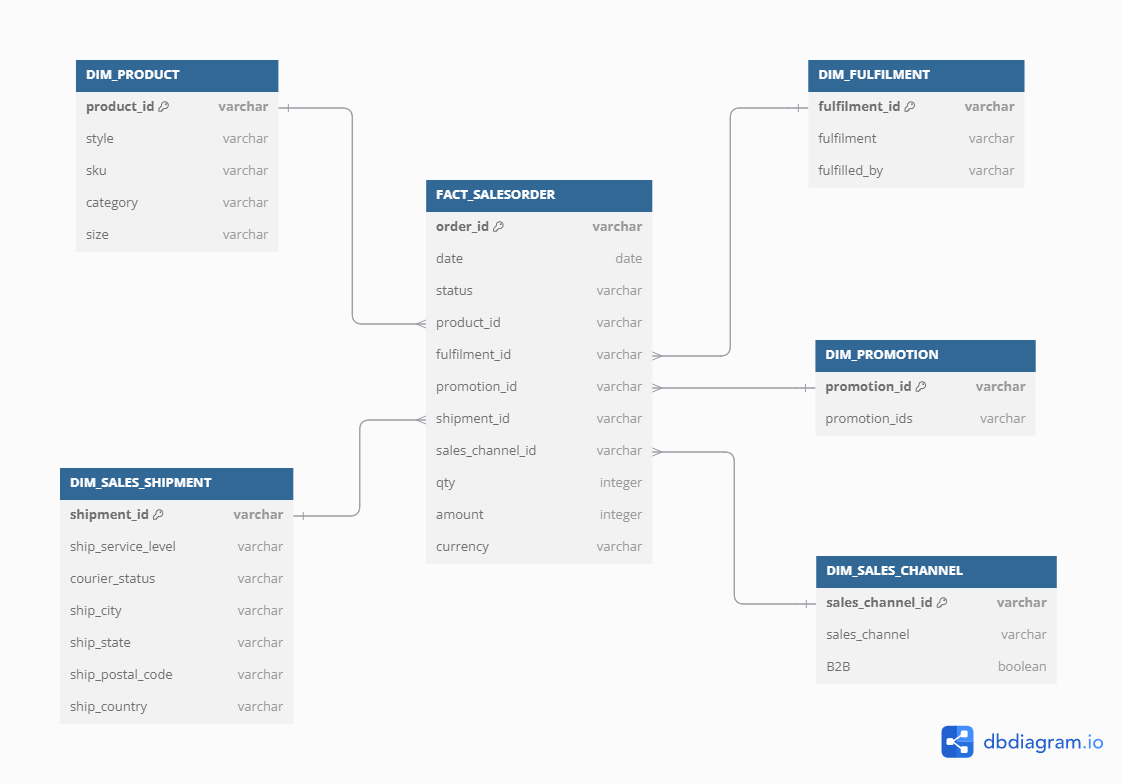 DIM_PRODUCT
product_id varchar
style varchar
sku varchar
category varchar
size varchar
DIM_FULFILMENT
fulfilment_id varchar
fulfilment varchar
fulfilled_by varchar
FACT_SALESORDER
order_id varchar
date date
status varchar
product_id varchar
fulfilment_id varchar
promotion_id varchar
shipment_id varchar
sales_channel_id varchar
qty integer
amount integer
currency varchar
DIM_PROMOTION
promotion_id varchar
promotion_ids varchar
DIM_SALES_SHIPMENT
shipment_id varchar
ship_service_level varchar
courier_status varchar
ship_city varchar
ship_state varchar
ship_postal_code varchar
ship_country varchar
DIM_SALES_CHANNEL
sales_channel_id varchar
sales_channel varchar
B2B boolean
dbdiagram.io